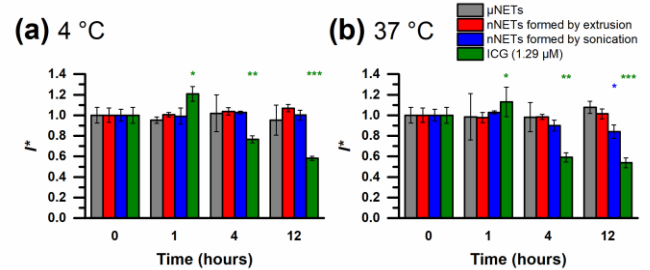 µNETs
nNETs formed by extrusion
nNETs formed by sonication
ICG (1.29 µM)
(a) 4 °C
(b) 37 °C
1.4
1.2
1.0
0.8
0.6
0.4
0.2
0.0
I*
* ** ***
0 1 4 12
Time (hours)
1.4
1.2
1.0
0.8
0.6
0.4
0.2
0.0
I*
* ** * ***
0 1 4 12
Time (hours)